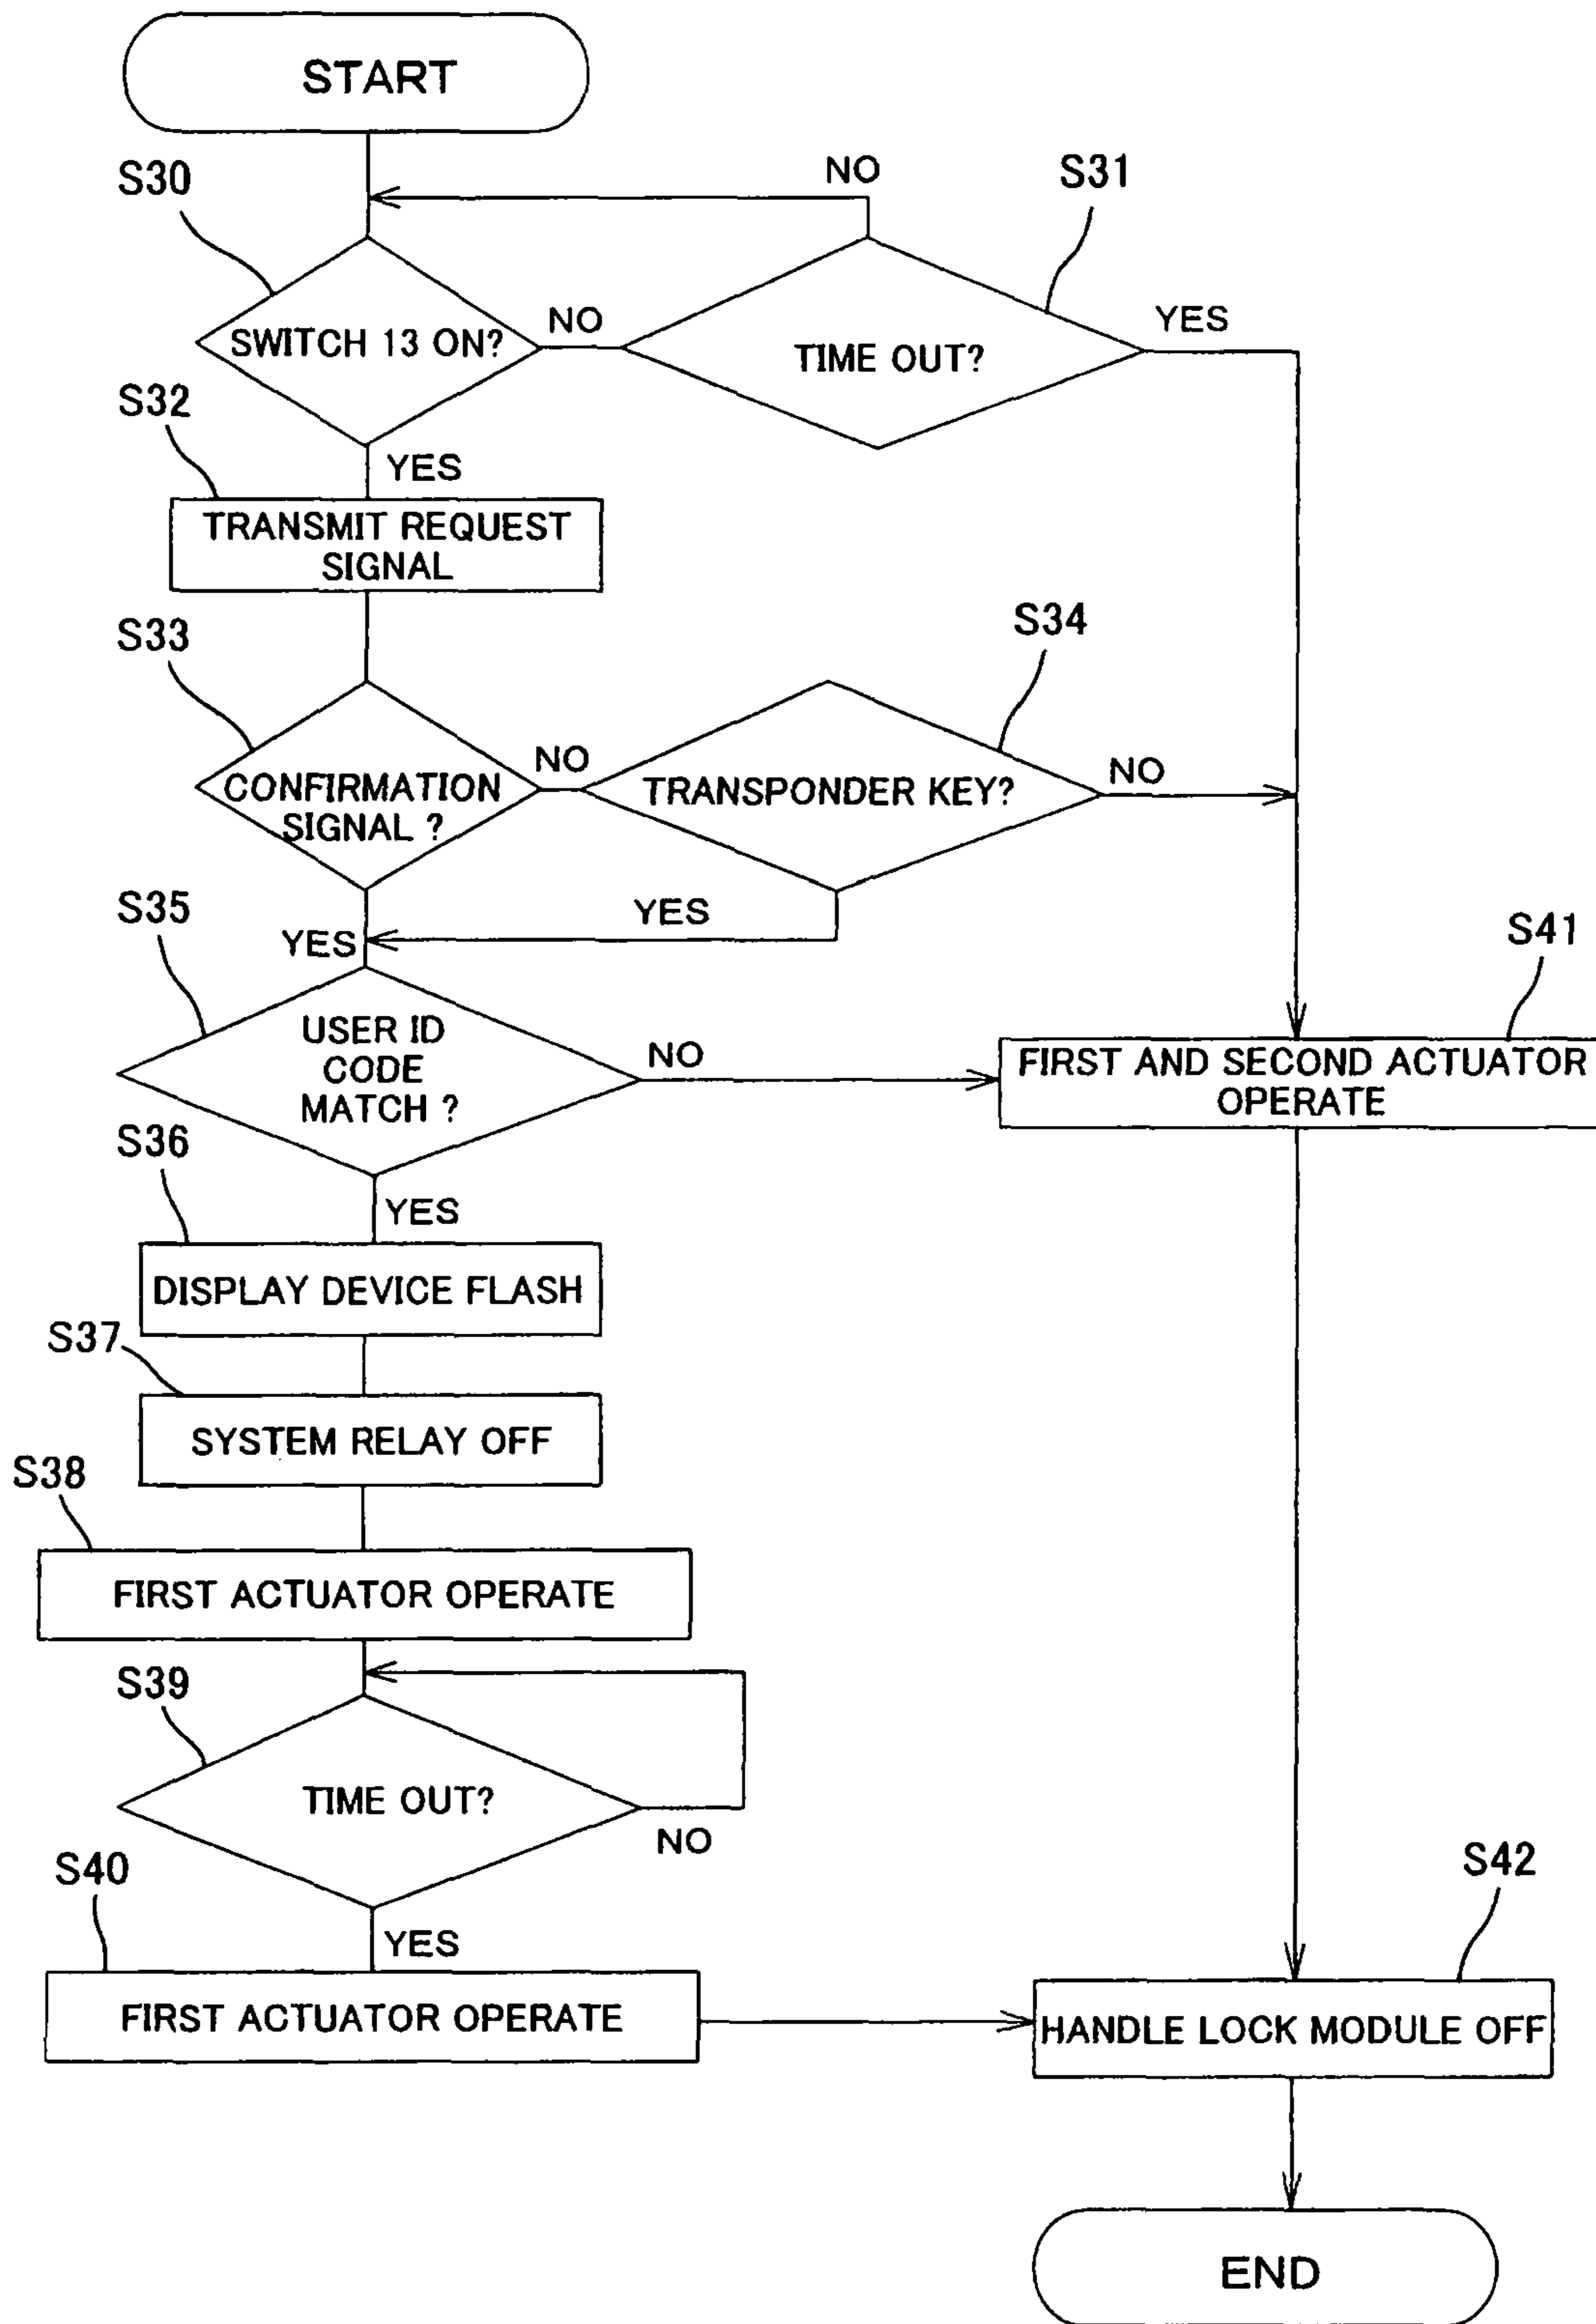 START
S30
NO
S31
SWITCH 13 ON?
NO
TIME OUT?
YES
S32
YES
TRANSMIT REQUEST
SIGNAL
S33
S34
CONFIRMATION
SIGNAL ?
NO
TRANSPONDER KEY?
NO
S35
YES
YES
S41
USER ID
CODE
MATCH ?
NO
FIRST AND SECOND ACTUATOR
OPERATE
S36
YES
DISPLAY DEVICE FLASH
S37
SYSTEM RELAY OFF
S38
FIRST ACTUATOR OPERATE
S39
TIME OUT?
NO
S40
YES
S42
FIRST ACTUATOR OPERATE
HANDLE LOCK MODULE OFF
END